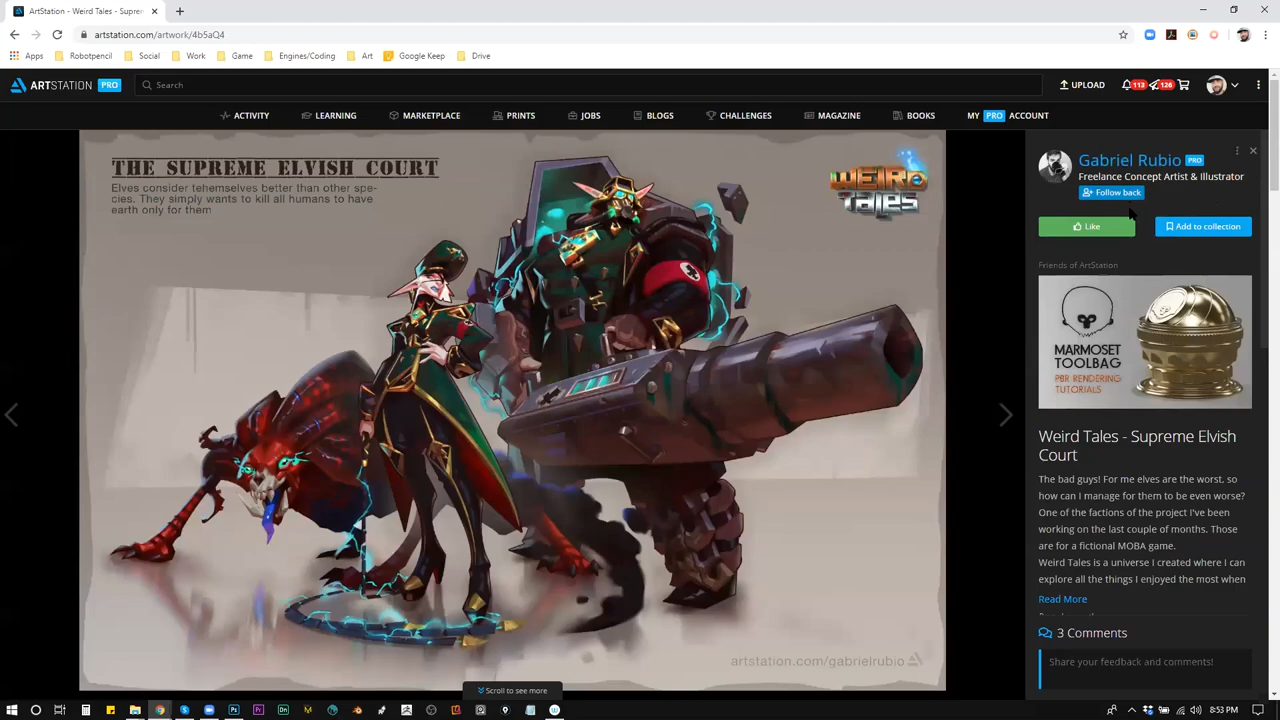 ArtStation - Weird Tales - Supre
artstation.com/artwork/4b5aQ4
Apps Robotpencil Social Work Game Engines/Coding Art Google Keep Drive
ARTSTATION PRO Search UPLOAD 113 126
ACTIVITY LEARNING MARKETPLACE PRINTS JOBS BLOGS CHALLENGES MAGAZINE BOOKS MY PRO ACCOUNT
THE SUPREME ELVISH COURT
Elves consider tehemselves better than other spe-
cies. They simply wants to kill all humans to have
earth only for them
WEIRD
TALES
artstation.com/gabrielrubio
Scroll to see more
Gabriel Rubio PRO
Freelance Concept Artist & Illustrator
Follow back
Like Add to collection
Friends of ArtStation
MARMOSET
TOOLBAG
PBR RENDERING
TUTORIALS
Weird Tales - Supreme Elvish
Court
The bad guys! For me elves are the worst, so
how can I manage for them to be even worse?
One of the factions of the project I've been
working on the last couple of months. Those
are for a fictional MOBA game.
Weird Tales is a universe I created where I can
explore all the things I enjoyed the most when
Read More
3 Comments
Share your feedback and comments!
8:53 PM